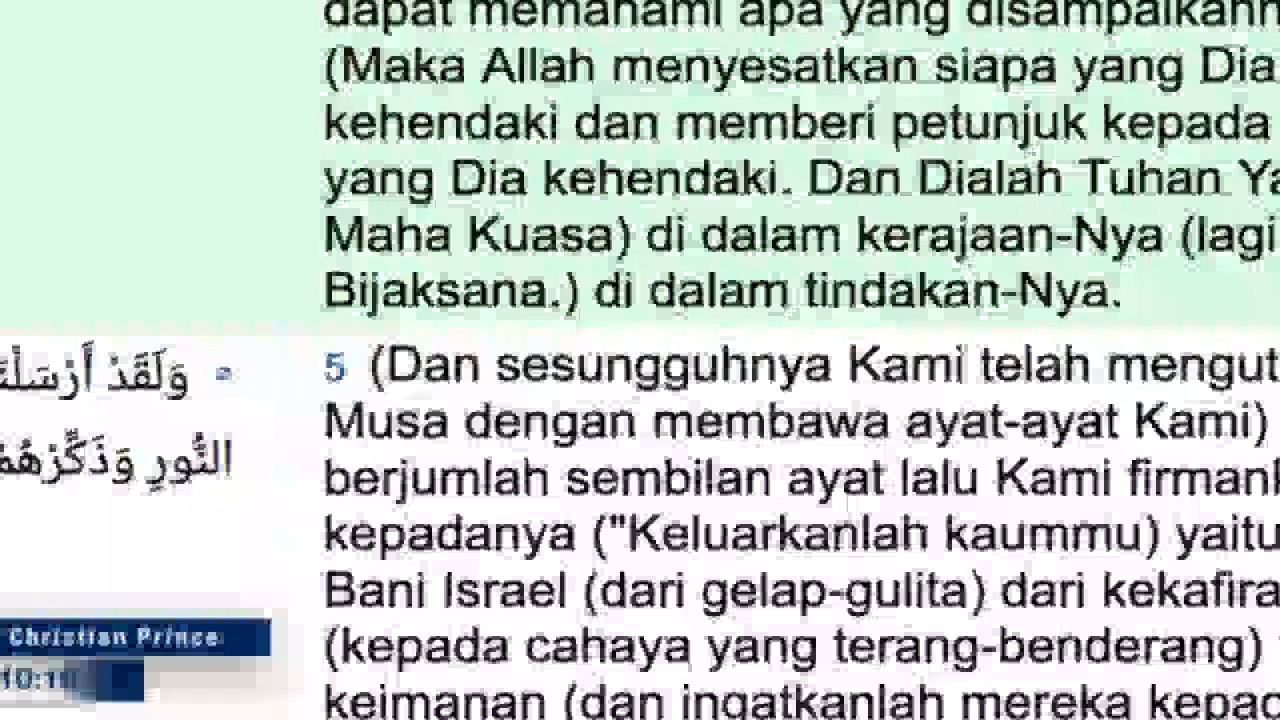 dapat memahami apa yang
(Maka Allah menyesatkan siapa yang Dia
kehendaki dan memberi petunjuk kepada
yang Dia kehendaki. Dan Dialah Tuhan Ya
Maha Kuasa) di dalam kerajaan-Nya (lagi
Bijaksana.) di dalam tindakan-Nya.
وَلَقَدْ
النُّورِ وَذَكِّرْهُمْ
5 (Dan sesungguhnya Kami telah mengut
Musa dengan membawa ayat-ayat Kami)
berjumlah sembilan ayat lalu Kami
kepadanya ("Keluarkanlah kaummu) yaitu
Bani Israel (dari gelap-gulita) dari kekafira
(kepada cahaya yang terang-benderang)
keimanan (dan ingatkanlah mereka
Christian Prince